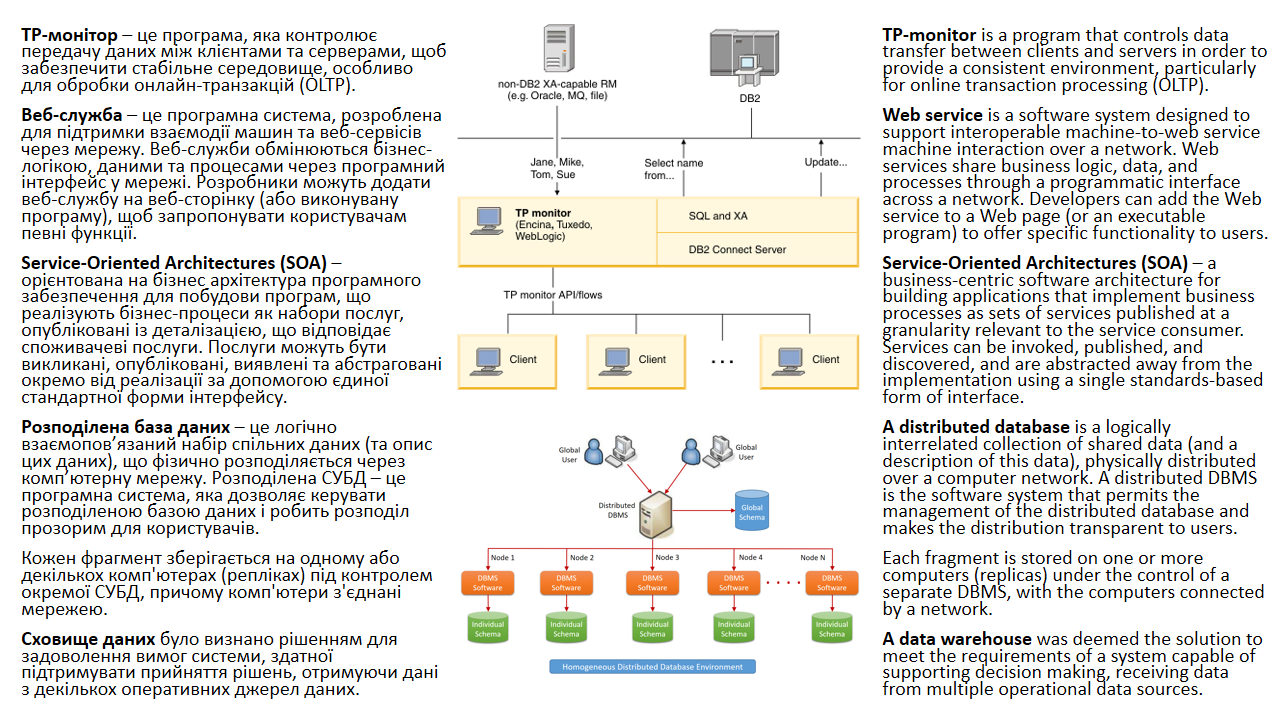 TP-монітор – це програма, яка контролює
передачу даних між клієнтами та серверами, щоб
забезпечити стабільне середовище, особливо
для обробки онлайн-транзакцій (OLTP).
Веб-служба – це програмна система, розроблена
для підтримки взаємодії машин та веб-сервісів
через мережу. Веб-служби обмінюються бізнес-
логікою, даними та процесами через програмний
інтерфейс у мережі. Розробники можуть додати
веб-службу на веб-сторінку (або виконувану
програму), щоб запропонувати користувачам
певні функції.
Service-Oriented Architectures (SOA) –
орієнтована на бізнес архітектура програмного
забезпечення для побудови програм, що
реалізують бізнес-процеси як набори послуг,
опубліковані із деталізацією, що відповідає
споживачеві послуги. Послуги можуть бути
викликані, опубліковані, виявлені та абстраговані
окремо від реалізації за допомогою єдиної
стандартної форми інтерфейсу.
Розподілена база даних – це логічно
взаємопов’язаний набір спільних даних (та опис
цих даних), що фізично розподіляється через
комп’ютерну мережу. Розподілена СУБД – це
програмна система, яка дозволяє керувати
розподіленою базою даних і робить розподіл
прозорим для користувачів.
Кожен фрагмент зберігається на одному або
декількох комп'ютерах (репліках) під контролем
окремої СУБД, причому комп'ютери з'єднані
мережею.
Сховище даних було визнано рішенням для
задоволення вимог системи, здатної
підтримувати прийняття рішень, отримуючи дані
з декількох оперативних джерел даних.
non-DB2 XA-capable RM
(e.g. Oracle, MQ, file)
DB2
Jane, Mike,
Tom, Sue
Select name
from...
Update...
TP monitor
(Encina, Tuxedo,
WebLogic)
SQL and XA
DB2 Connect Server
TP monitor API/flows
Client
Client
. . .
Client
Global
User
Global
User
Distributed
DBMS
Global
Schema
Node 1
Node 2
Node 3
Node 4
Node N
DBMS
Software
DBMS
Software
DBMS
Software
DBMS
Software
. . . .
DBMS
Software
Individual
Schema
Individual
Schema
Individual
Schema
Individual
Schema
Individual
Schema
Homogeneous Distributed Database Environment
TP-monitor is a program that controls data
transfer between clients and servers in order to
provide a consistent environment, particularly
for online transaction processing (OLTP).
Web service is a software system designed to
support interoperable machine-to-web service
machine interaction over a network. Web
services share business logic, data, and
processes through a programmatic interface
across a network. Developers can add the Web
service to a Web page (or an executable
program) to offer specific functionality to users.
Service-Oriented Architectures (SOA) – a
business-centric software architecture for
building applications that implement business
processes as sets of services published at a
granularity relevant to the service consumer.
Services can be invoked, published, and
discovered, and are abstracted away from the
implementation using a single standards-based
form of interface.
A distributed database is a logically
interrelated collection of shared data (and a
description of this data), physically distributed
over a computer network. A distributed DBMS
is the software system that permits the
management of the distributed database and
makes the distribution transparent to users.
Each fragment is stored on one or more
computers (replicas) under the control of a
separate DBMS, with the computers connected
by a network.
A data warehouse was deemed the solution to
meet the requirements of a system capable of
supporting decision making, receiving data
from multiple operational data sources.